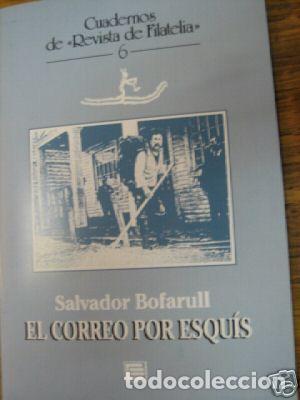 Cuadernos
de «Revista de Filatelia»
6
Salvador Bofarull
EL CORREO POR ESQUÍS
todocoleccion